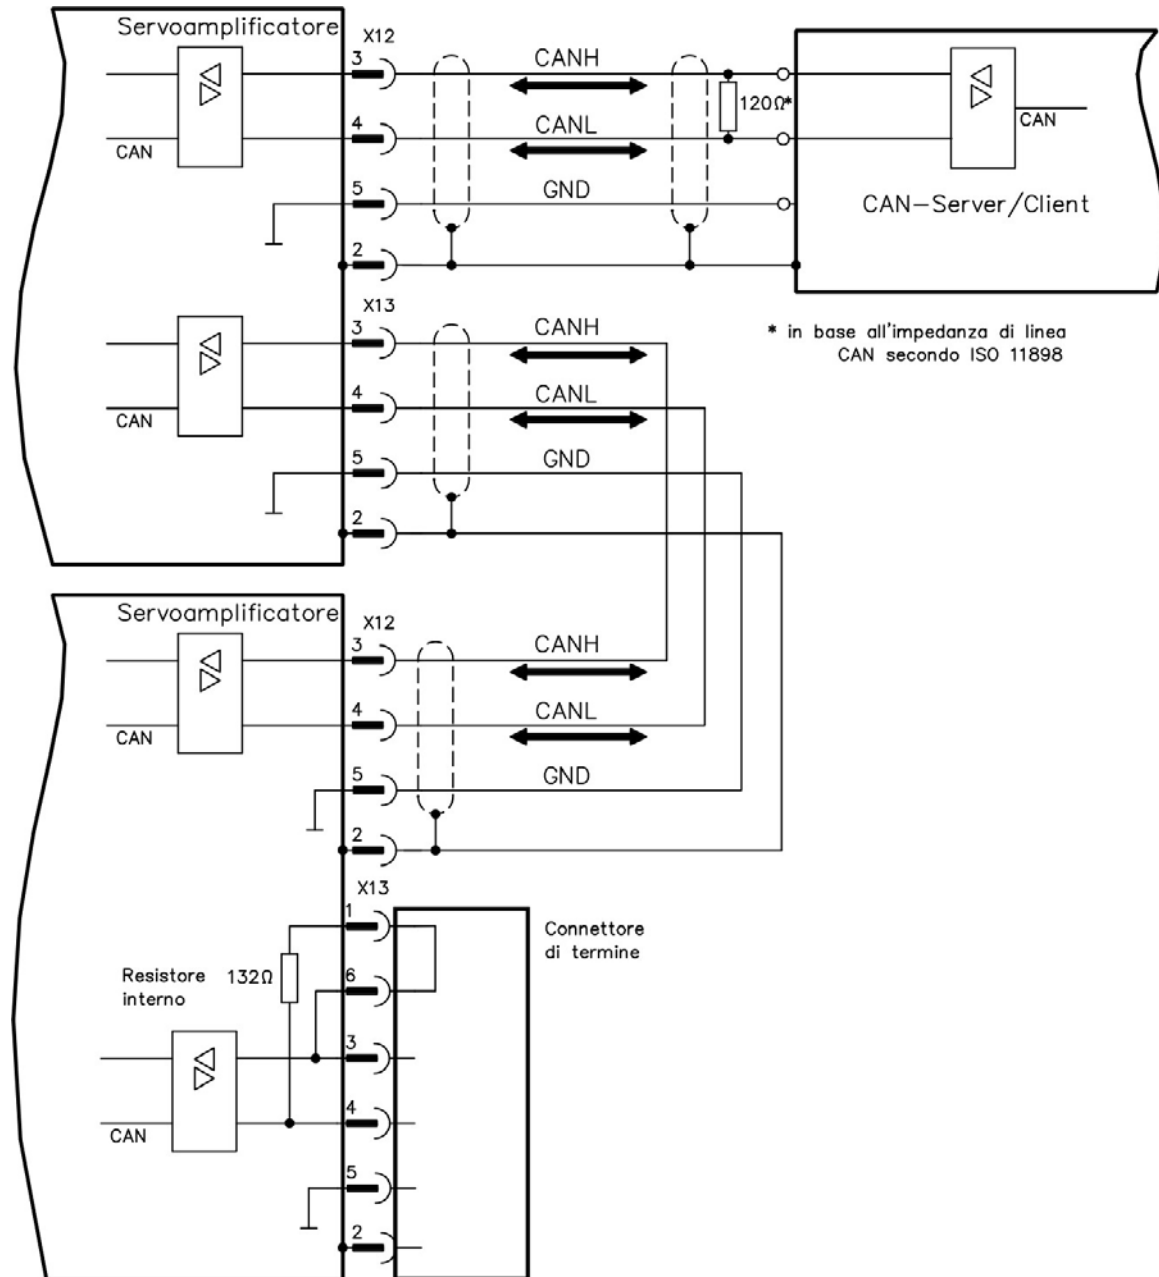 Servoamplificatore
X12
3
CANH
120Ω*
4
CANL
CAN
CAN
5
GND
CAN-Server/Client
2
X13
3
CANH
* in base all'impedanza di linea
CAN secondo ISO 11898
4
CANL
CAN
5
GND
2
Servoamplificatore
X12
3
CANH
4
CANL
CAN
5
GND
2
X13
1
Connettore
di termine
Resistore
interno
132Ω
6
3
4
CAN
5
2